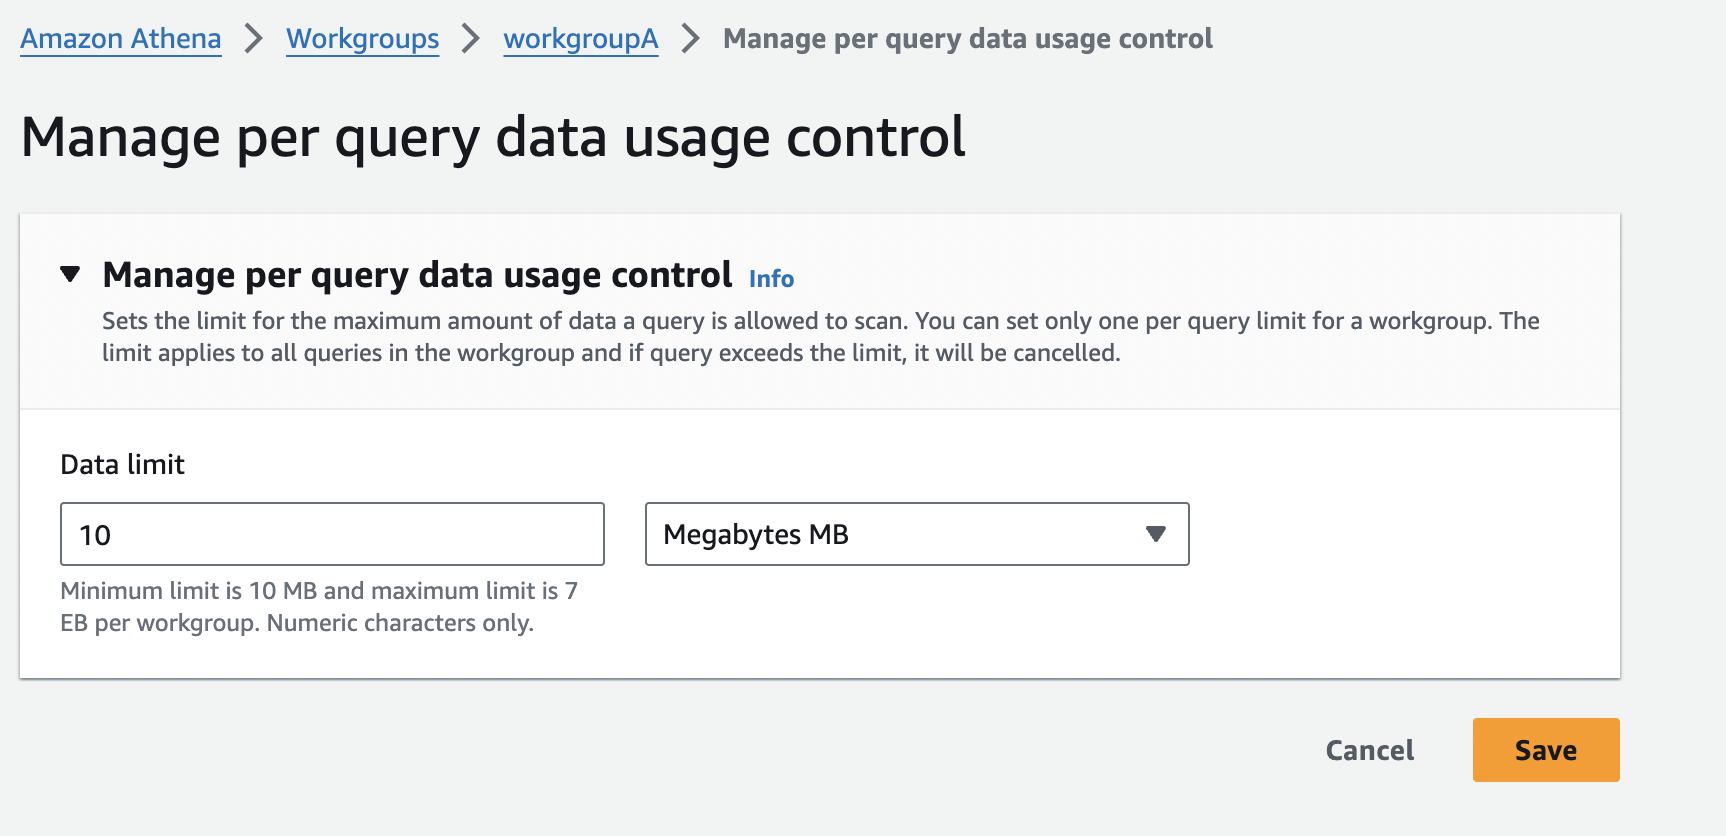 Amazon Athena > Workgroups > workgroupA > Manage per query data usage control
Manage per query data usage control
Manage per query data usage control Info
Sets the limit for the maximum amount of data a query is allowed to scan. You can set only one per query limit for a workgroup. The
limit applies to all queries in the workgroup and if query exceeds the limit, it will be cancelled.
Data limit
10 Megabytes MB
Minimum limit is 10 MB and maximum limit is 7
EB per workgroup. Numeric characters only.
Cancel Save